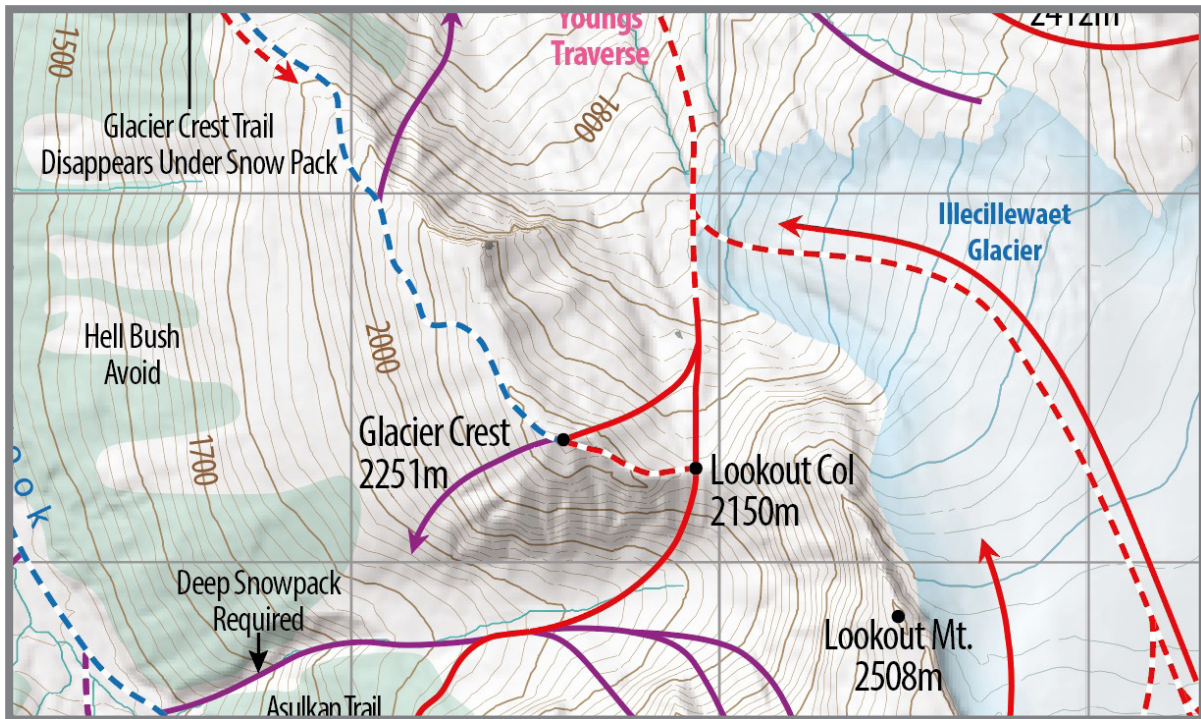 2412m
Youngs
Traverse
1500
1800
Glacier Crest Trail
Disappears Under Snow Pack
Illecillewaet
Glacier
Hell Bush
Avoid
2000
Glacier Crest
2251m
1700
Lookout Col
2150m
ook
Deep Snowpack
Required
Lookout Mt.
2508m
Asulkan Trail